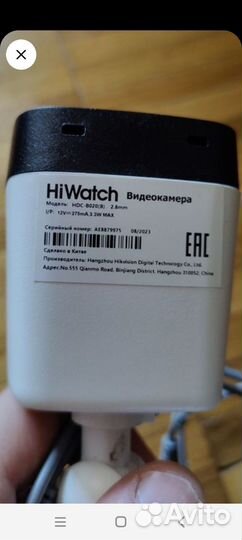 HiWatch Видеокамера
Модель: HDC-B020(B) 2.8mm
I/P: 12V⎓275mA,3.3W MAX
Серийный номер: AE8879975 08/2023
Сделано в Китае
Производитель: Hangzhou Hikvision Digital Technology Co., Ltd.
Адрес.No.555 Qianmo Road, Binjiang District, Hangzhou 310052, China
EAC
Avito